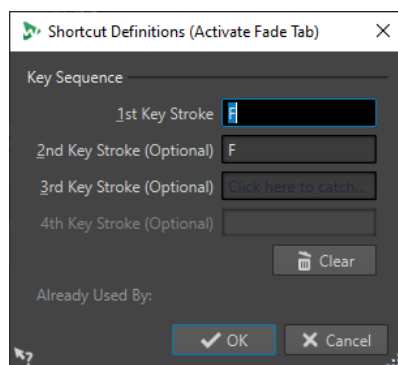 Shortcut Definitions (Activate Fade Tab)
Key Sequence
1st Key Stroke F
2nd Key Stroke (Optional) F
3rd Key Stroke (Optional) Click here to catch...
4th Key Stroke (Optional)
Clear
Already Used By:
OK Cancel
?